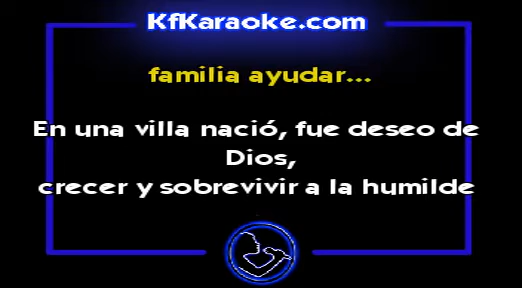 KfKaraoke.com
familia ayudar...
En una villa nació, fue deseo de
Dios,
crecer y sobrevivir a la humilde